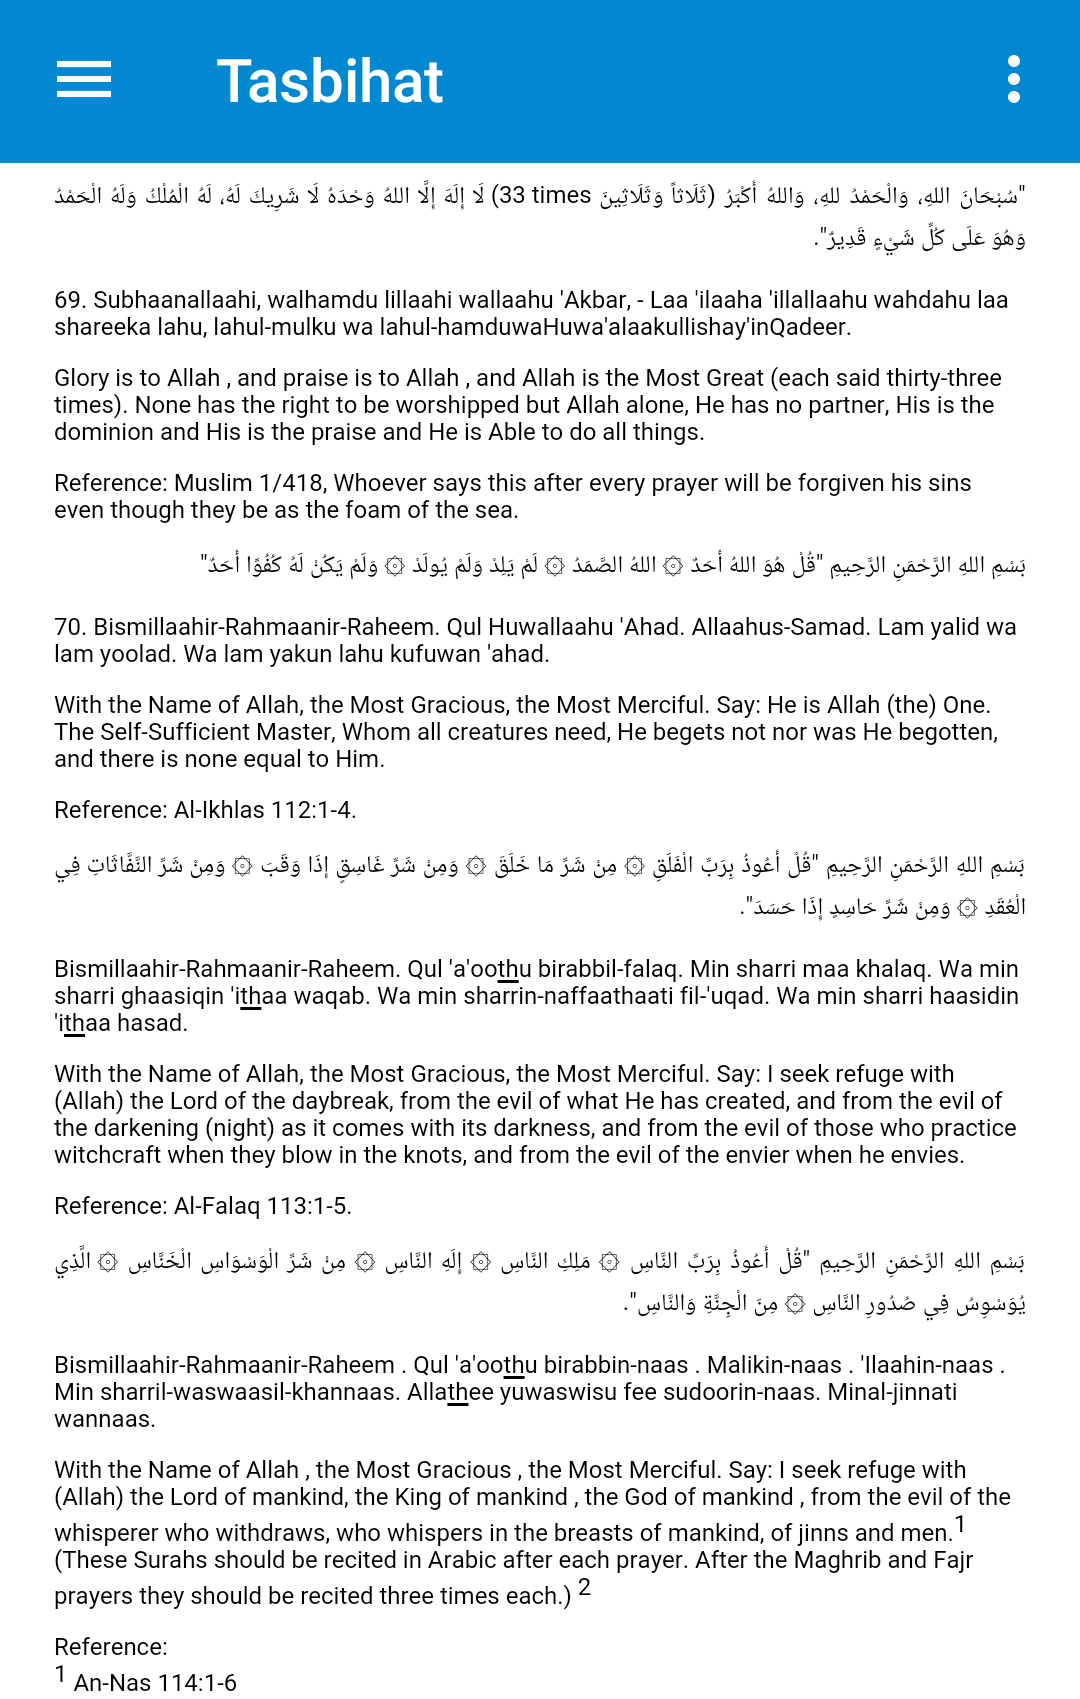 Tasbihat
"سُبْحَانَ اللهِ، وَالْحَمْدُ للهِ، وَاللهُ أَكْبَرُ (ثَلَاثاً وَثَلَاثِينَ 33 times) لَا إِلَهَ إِلَّا اللهُ وَحْدَهُ لَا شَرِيكَ لَهُ، لَهُ الْمُلْكُ وَلَهُ الْحَمْدُ
وَهُوَ عَلَى كُلِّ شَيْءٍ قَدِيرٌ".
69. Subhaanallaahi, walhamdu lillaahi wallaahu 'Akbar, - Laa 'ilaaha 'illallaahu wahdahu laa
shareeka lahu, lahul-mulku wa lahul-hamduwaHuwa'alaakullishay'inQadeer.
Glory is to Allah , and praise is to Allah , and Allah is the Most Great (each said thirty-three
times). None has the right to be worshipped but Allah alone, He has no partner, His is the
dominion and His is the praise and He is Able to do all things.
Reference: Muslim 1/418, Whoever says this after every prayer will be forgiven his sins
even though they be as the foam of the sea.
بَسْمِ اللهِ الرَّحْمَنِ الرَّحِيمِ "قُلْ هُوَ اللهُ أَحَدٌ ۞ اللهُ الصَّمَدُ ۞ لَمْ يَلِدْ وَلَمْ يُولَدْ ۞ وَلَمْ يَكُنْ لَهُ كُفُوًا أَحَدٌ"
70. Bismillaahir-Rahmaanir-Raheem. Qul Huwallaahu 'Ahad. Allaahus-Samad. Lam yalid wa
lam yoolad. Wa lam yakun lahu kufuwan 'ahad.
With the Name of Allah, the Most Gracious, the Most Merciful. Say: He is Allah (the) One.
The Self-Sufficient Master, Whom all creatures need, He begets not nor was He begotten,
and there is none equal to Him.
Reference: Al-Ikhlas 112:1-4.
بَسْمِ اللهِ الرَّحْمَنِ الرَّحِيمِ "قُلْ أَعُوذُ بِرَبِّ الْفَلَقِ ۞ مِنْ شَرِّ مَا خَلَقَ ۞ وَمِنْ شَرِّ غَاسِقٍ إِذَا وَقَبَ ۞ وَمِنْ شَرِّ النَّفَّاثَاتِ فِي
الْعُقَدِ ۞ وَمِنْ شَرِّ حَاسِدٍ إِذَا حَسَدَ".
Bismillaahir-Rahmaanir-Raheem. Qul 'a'oothu birabbil-falaq. Min sharri maa khalaq. Wa min
sharri ghaasiqin 'ithaa waqab. Wa min sharrin-naffaathaati fil-'uqad. Wa min sharri haasidin
'ithaa hasad.
With the Name of Allah, the Most Gracious, the Most Merciful. Say: I seek refuge with
(Allah) the Lord of the daybreak, from the evil of what He has created, and from the evil of
the darkening (night) as it comes with its darkness, and from the evil of those who practice
witchcraft when they blow in the knots, and from the evil of the envier when he envies.
Reference: Al-Falaq 113:1-5.
بَسْمِ اللهِ الرَّحْمَنِ الرَّحِيمِ "قُلْ أَعُوذُ بِرَبِّ النَّاسِ ۞ مَلِكِ النَّاسِ ۞ إِلَهِ النَّاسِ ۞ مِنْ شَرِّ الْوَسْوَاسِ الْخَنَّاسِ ۞ الَّذِي
يُوَسْوِسُ فِي صُدُورِ النَّاسِ ۞ مِنَ الْجِنَّةِ وَالنَّاسِ".
Bismillaahir-Rahmaanir-Raheem . Qul 'a'oothu birabbin-naas . Malikin-naas . 'Ilaahin-naas .
Min sharril-waswaasil-khannaas. Allathee yuwaswisu fee sudoorin-naas. Minal-jinnati
wannaas.
With the Name of Allah , the Most Gracious , the Most Merciful. Say: I seek refuge with
(Allah) the Lord of mankind, the King of mankind , the God of mankind , from the evil of the
whisperer who withdraws, who whispers in the breasts of mankind, of jinns and men.1
(These Surahs should be recited in Arabic after each prayer. After the Maghrib and Fajr
prayers they should be recited three times each.) 2
Reference:
1 An-Nas 114:1-6